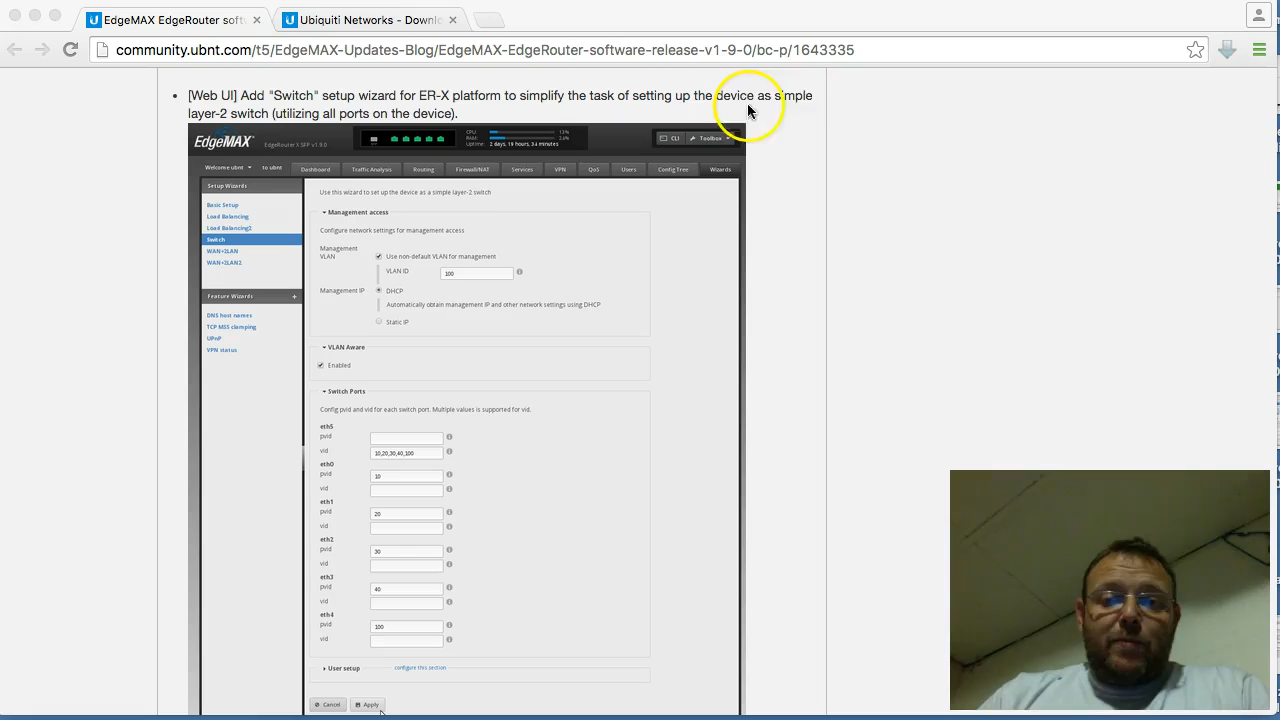 EdgeMAX EdgeRouter soft
Ubiquiti Networks - Downl
community.ubnt.com/t5/EdgeMAX-Updates-Blog/EdgeMAX-EdgeRouter-software-release-v1-9-0/bc-p/1643335
[Web UI] Add "Switch" setup wizard for ER-X platform to simplify the task of setting up the device as simple
layer-2 switch (utilizing all ports on the device).
EdgeMAX
EdgeRouter X SFP v1.9.0
CPU: 13%
RAM: 24%
Uptime: 2 days, 19 hours, 34 minutes
CLI Toolbox
Welcome ubnt to ubnt
Dashboard Traffic Analysis Routing Firewall/NAT Services VPN QoS Users Config Tree Wizards
Setup Wizards
Basic Setup
Load Balancing
Load Balancing2
Switch
WAN+2LAN
WAN+2LAN2
Feature Wizards +
DNS host names
TCP MSS clamping
UPnP
VPN status
Use this wizard to set up the device as a simple layer-2 switch
Management access
Configure network settings for management access
Management
VLAN
Use non-default VLAN for management
VLAN ID 100
Management IP DHCP
Automatically obtain management IP and other network settings using DHCP
Static IP
VLAN Aware
Enabled
Switch Ports
Config pvid and vid for each switch port. Multiple values is supported for vid.
eth5
pvid
vid 10,20,30,40,100
eth0
pvid 10
vid
eth1
pvid 20
vid
eth2
pvid 30
vid
eth3
pvid 40
vid
eth4
pvid 100
vid
User setup configure this section
Cancel Apply